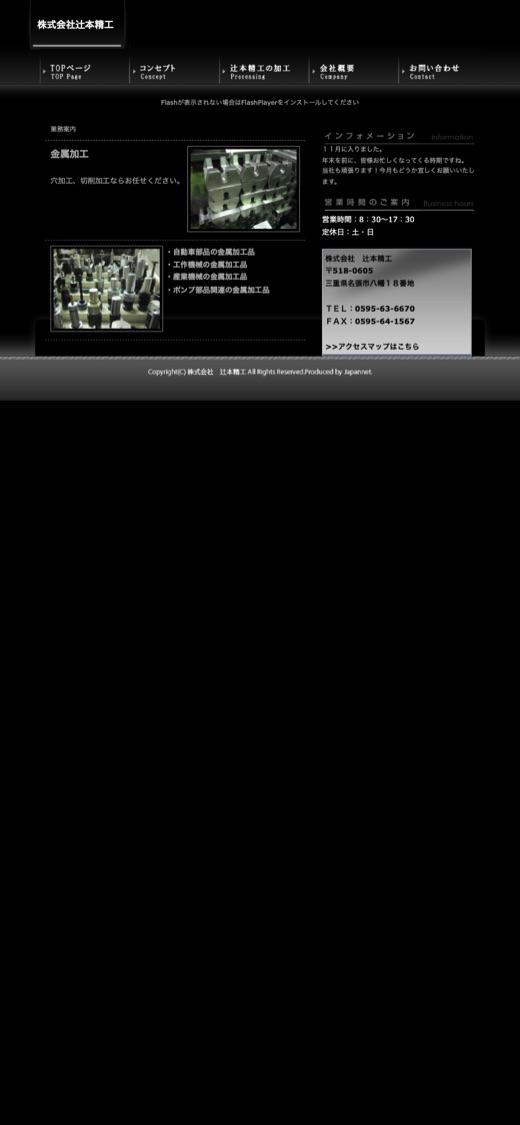 株式会社辻本精工
TOPページ
TOP Page
コンセプト
Concept
辻本精工の加工
Prosessing
会社概要
Company
お問い合わせ
Contact
Flashが表示されない場合はFlashPlayerをインストールしてください
業務案内
金属加工
穴加工、切削加工ならお任せください。
・自動車部品の金属加工品
・工作機械の金属加工品
・産業機械の金属加工品
・ポンプ部品関連の金属加工品
インフォメーション Information
11月に入りました。
年末を前に、皆様お忙しくなってくる時期ですね。
当社も頑張ります！今月もどうか宜しくお願いいたし
ます。
営業時間のご案内 Business hours
営業時間：8：30～17：30
定休日：土・日
株式会社　辻本精工
〒518-0605
三重県名張市八幡１８番地
ＴＥＬ：0595-63-6670
ＦＡＸ：0595-64-1567
>>アクセスマップはこちら
Copyright(C) 株式会社　辻本精工 All Rights Reserved.Produced by Japannet.